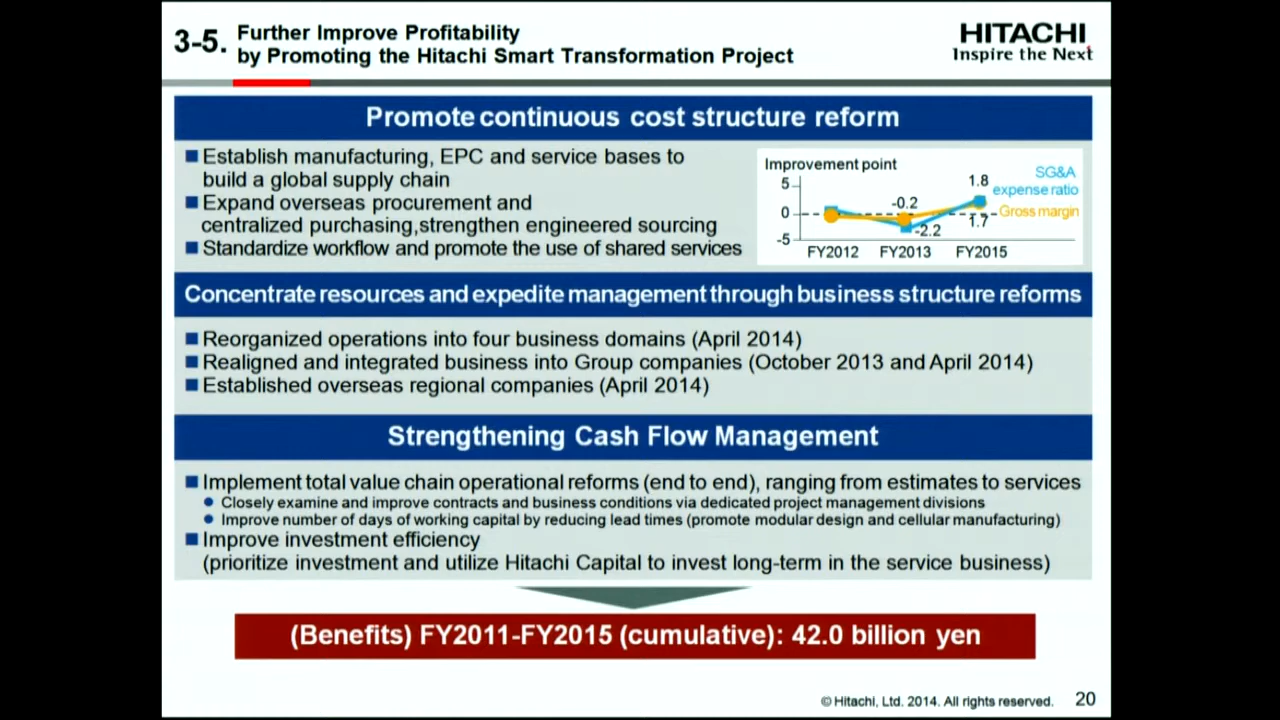 3-5. Further Improve Profitability
by Promoting the Hitachi Smart Transformation Project
HITACHI
Inspire the Next
Promote continuous cost structure reform
Establish manufacturing, EPC and service bases to
build a global supply chain
Expand overseas procurement and
centralized purchasing,strengthen engineered sourcing
Standardize workflow and promote the use of shared services
Improvement point
5
0
-5
-0.2
-2.2
1.8
1.7
SG&A
expense ratio
Gross margin
FY2012 FY2013 FY2015
Concentrate resources and expedite management through business structure reforms
Reorganized operations into four business domains (April 2014)
Realigned and integrated business into Group companies (October 2013 and April 2014)
Established overseas regional companies (April 2014)
Strengthening Cash Flow Management
Implement total value chain operational reforms (end to end), ranging from estimates to services
Closely examine and improve contracts and business conditions via dedicated project management divisions
Improve number of days of working capital by reducing lead times (promote modular design and cellular manufacturing)
Improve investment efficiency
(prioritize investment and utilize Hitachi Capital to invest long-term in the service business)
(Benefits) FY2011-FY2015 (cumulative): 42.0 billion yen
© Hitachi, Ltd. 2014. All rights reserved. 20